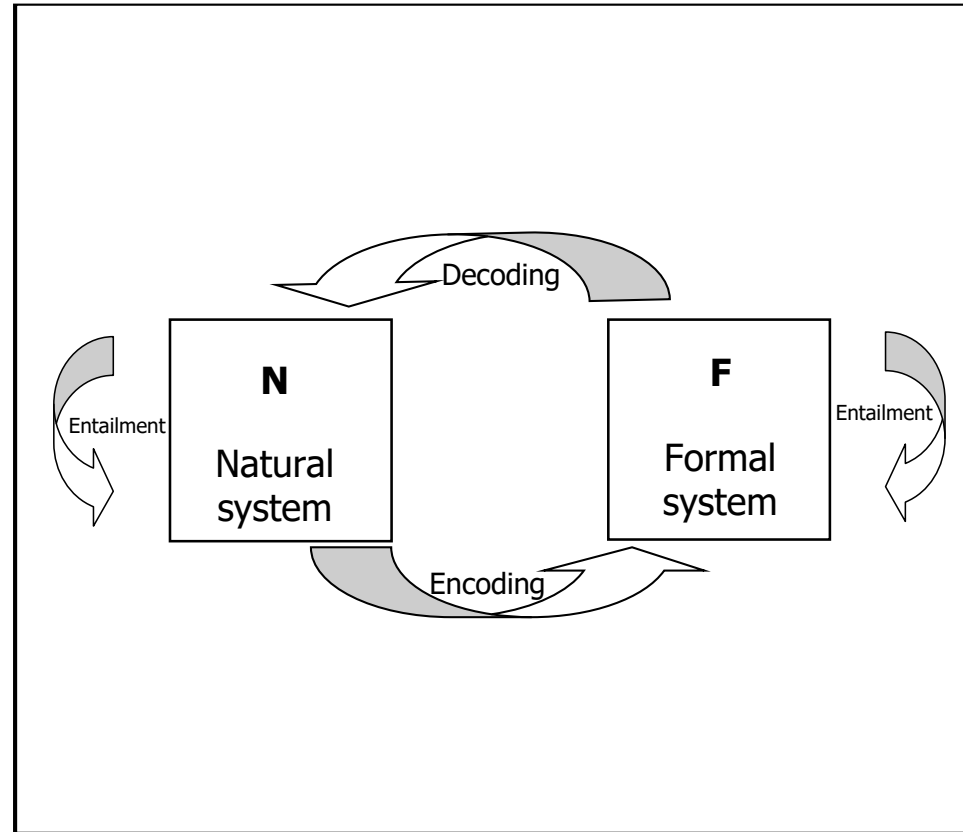 Decoding
N
F
Entailment
Entailment
Natural
system
Formal
system
Encoding